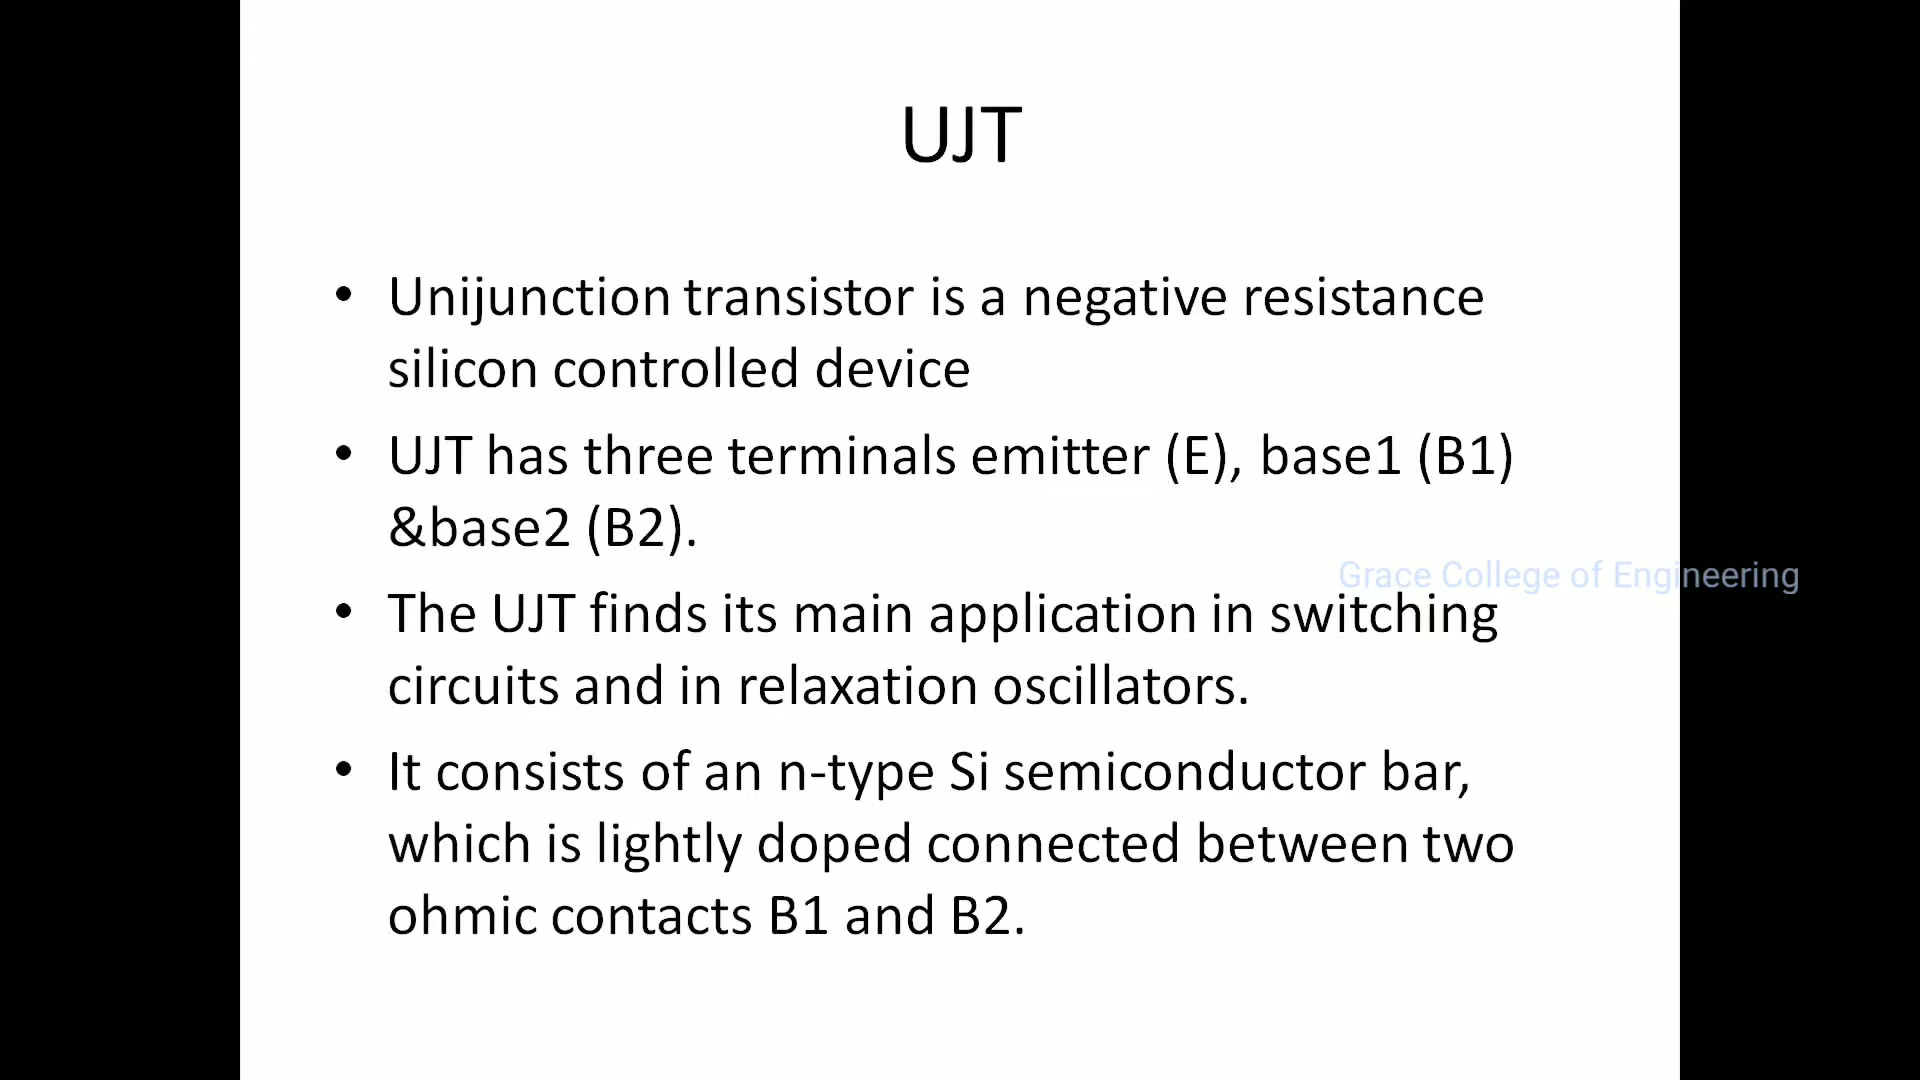 UJT
• Unijunction transistor is a negative resistance
silicon controlled device
• UJT has three terminals emitter (E), base1 (B1)
&base2 (B2).
Grace College of Engineering
• The UJT finds its main application in switching
circuits and in relaxation oscillators.
• It consists of an n-type Si semiconductor bar,
which is lightly doped connected between two
ohmic contacts B1 and B2.